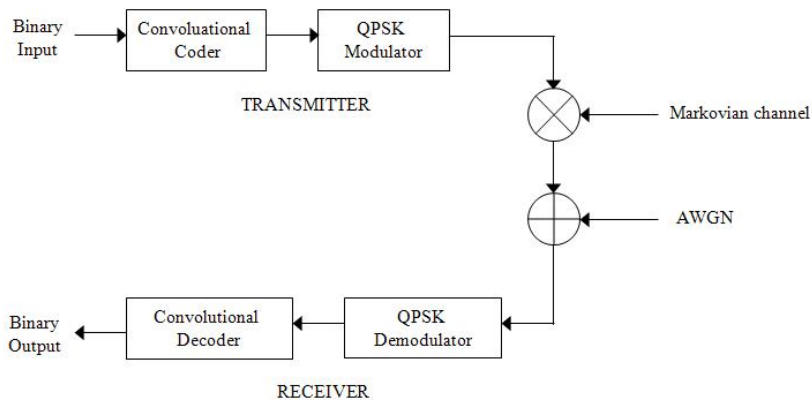 Binary
Input
Convoluational
Coder
QPSK
Modulator
TRANSMITTER
Markovian channel
AWGN
Binary
Output
Convolutional
Decoder
QPSK
Demodulator
RECEIVER